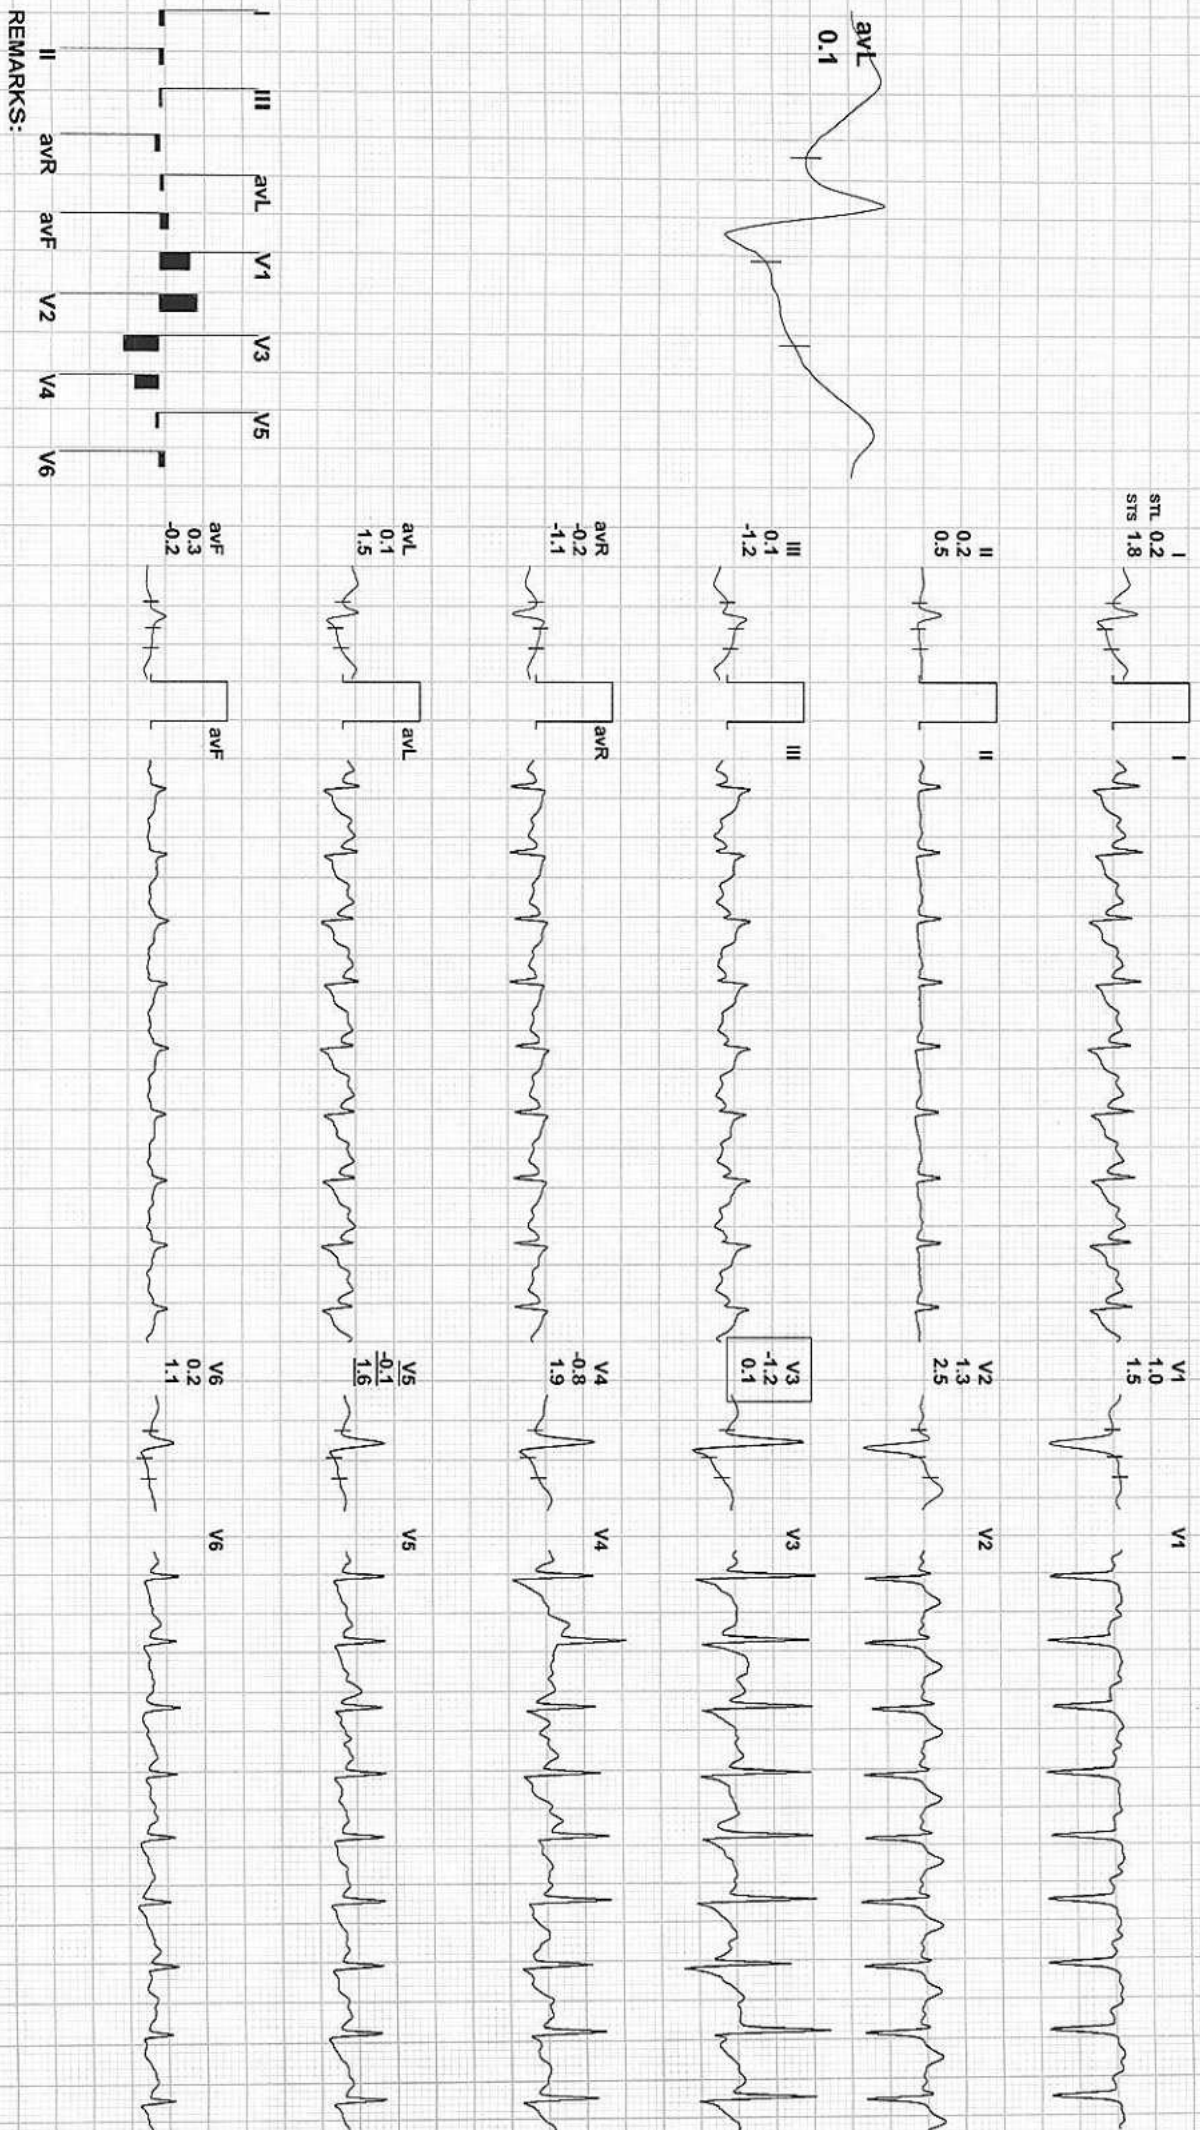 avL
0.1
I III avL V1 V3 V5
II avR avF V2 V4 V6
REMARKS:
I
STL 0.2
STS 1.8
I
II
0.2
0.5
II
III
0.1
-1.2
III
avR
-0.2
-1.1
avR
avL
0.1
1.5
avL
avF
0.3
-0.2
avF
V1
1.0
1.5
V1
V2
1.3
2.5
V2
V3
-1.2
0.1
V3
V4
-0.8
1.9
V4
V5
-0.1
1.6
V5
V6
0.2
1.1
V6